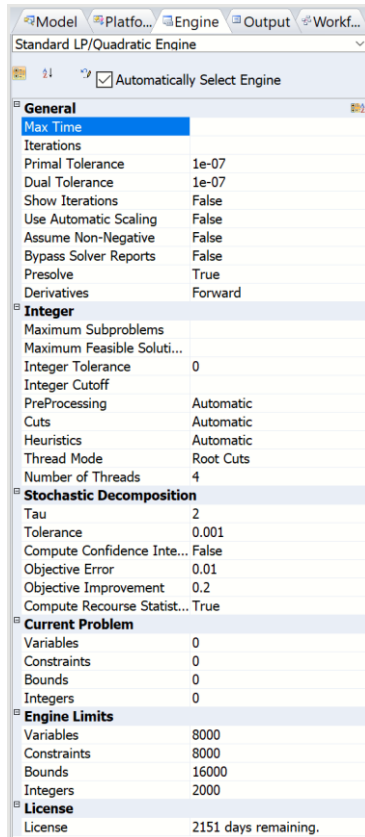 Model Platfo... Engine Output Workf...
Standard LP/Quadratic Engine
Automatically Select Engine
General
Max Time
Iterations
Primal Tolerance 1e-07
Dual Tolerance 1e-07
Show Iterations False
Use Automatic Scaling False
Assume Non-Negative False
Bypass Solver Reports False
Presolve True
Derivatives Forward
Integer
Maximum Subproblems
Maximum Feasible Soluti...
Integer Tolerance 0
Integer Cutoff
PreProcessing Automatic
Cuts Automatic
Heuristics Automatic
Thread Mode Root Cuts
Number of Threads 4
Stochastic Decomposition
Tau 2
Tolerance 0.001
Compute Confidence Inte... False
Objective Error 0.01
Objective Improvement 0.2
Compute Recourse Statist... True
Current Problem
Variables 0
Constraints 0
Bounds 0
Integers 0
Engine Limits
Variables 8000
Constraints 8000
Bounds 16000
Integers 2000
License
License 2151 days remaining.